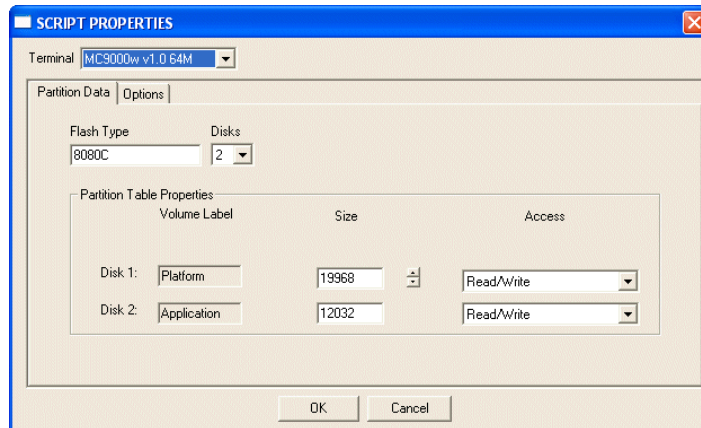 SCRIPT PROPERTIES
Terminal MC9000w v1.0 64M
Partition Data Options
Flash Type Disks
8080C 2
Partition Table Properties
Volume Label Size Access
Disk 1: Platform 19968 Read/Write
Disk 2: Application 12032 Read/Write
OK Cancel